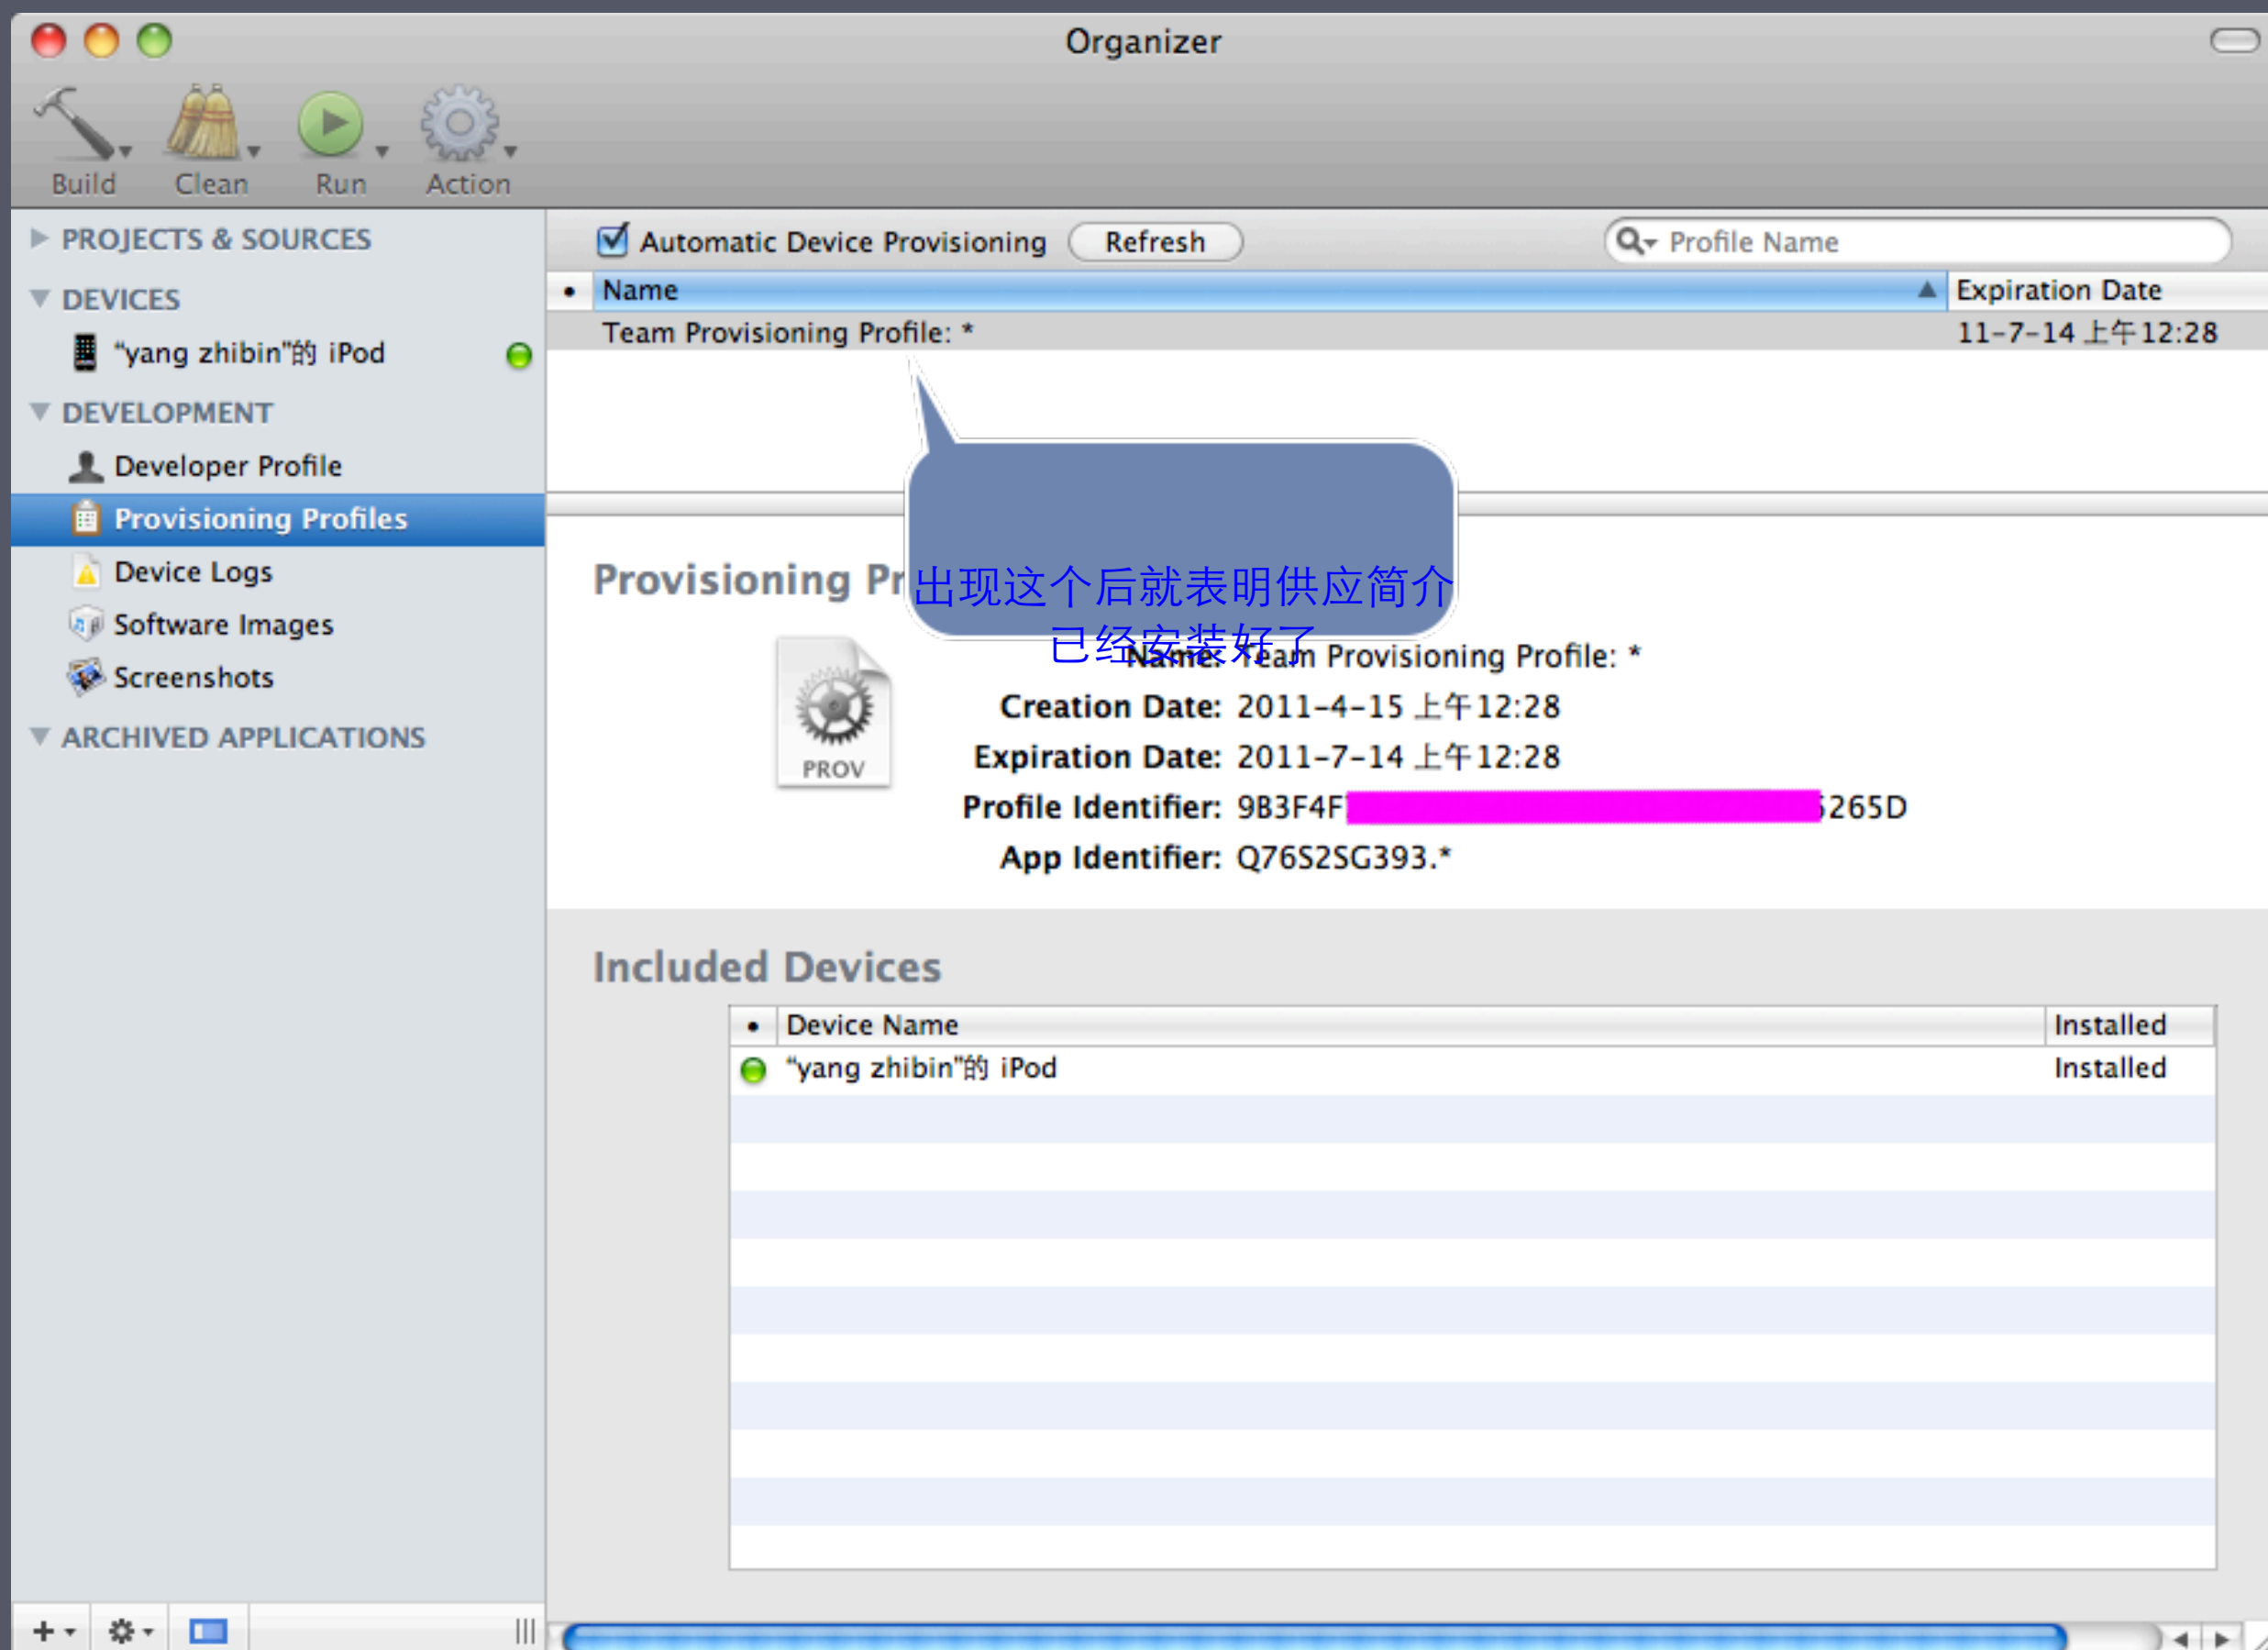 Organizer
Build Clean Run Action
PROJECTS & SOURCES
DEVICES
“yang zhibin”的 iPod
DEVELOPMENT
Developer Profile
Provisioning Profiles
Device Logs
Software Images
Screenshots
ARCHIVED APPLICATIONS
Automatic Device Provisioning Refresh Profile Name
Name Expiration Date
Team Provisioning Profile: * 11-7-14 上午12:28
出现这个后就表明供应简介
已经安装好了
Provisioning
PROV
Name: Team Provisioning Profile: *
Creation Date: 2011-4-15 上午12:28
Expiration Date: 2011-7-14 上午12:28
Profile Identifier: 9B3F4F 265D
App Identifier: Q76S2SG393.*
Included Devices
Device Name Installed
“yang zhibin”的 iPod Installed